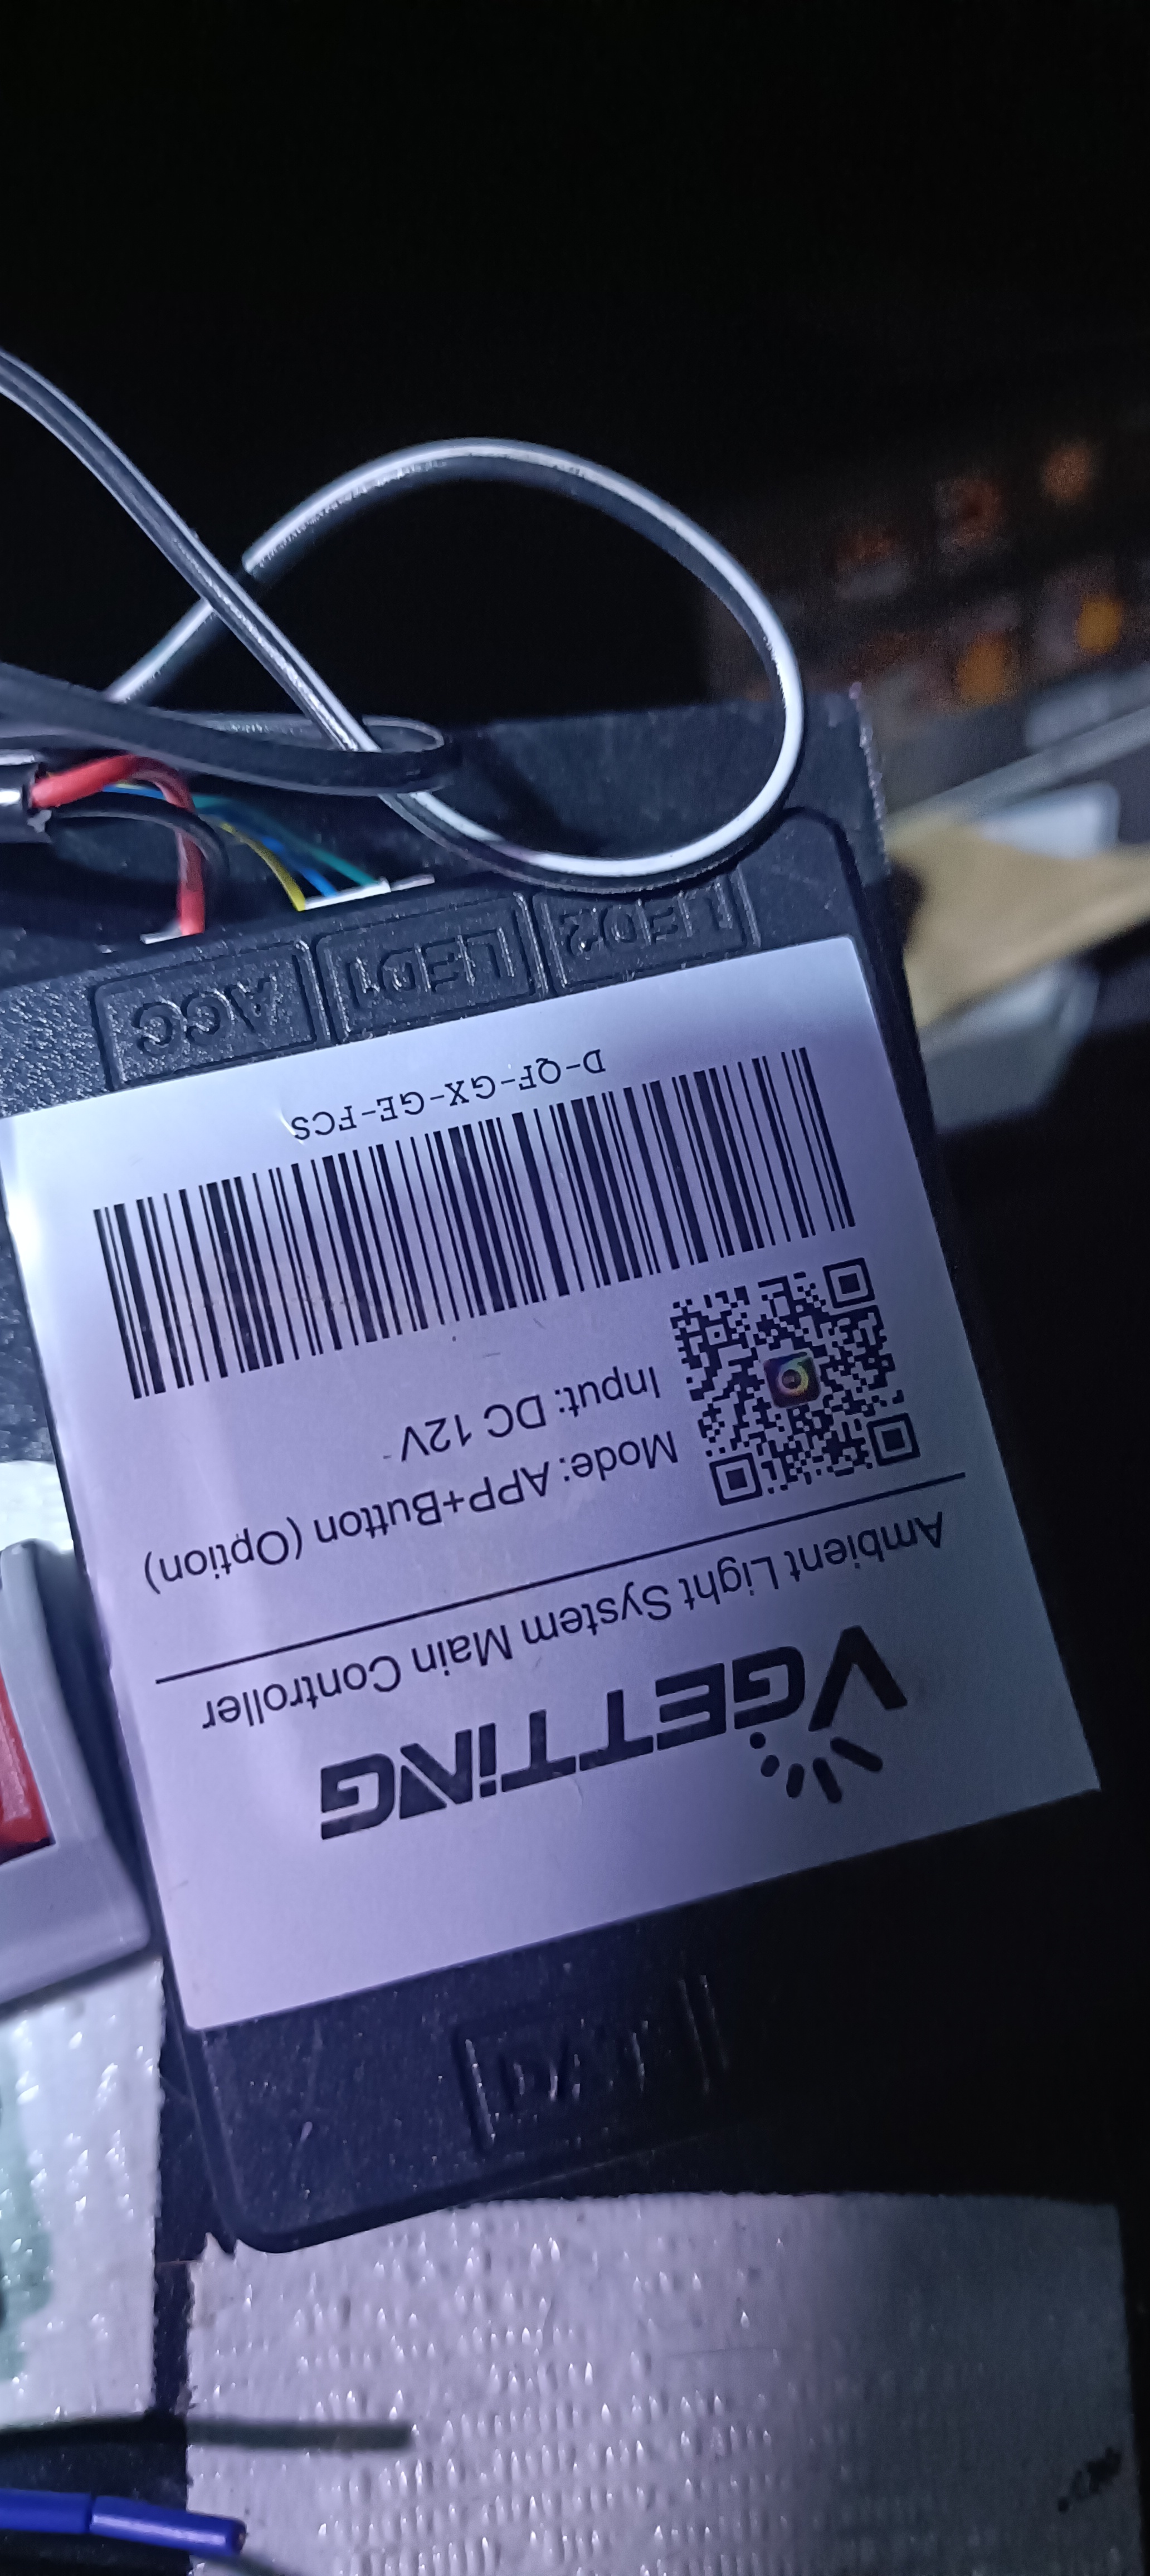 VGETTiNG
Ambient Light System Main Controller
Mode: APP+Button (Option)
Input: DC 12V
D-QF-GX-GE-FCS
LED2
LED1
ACC